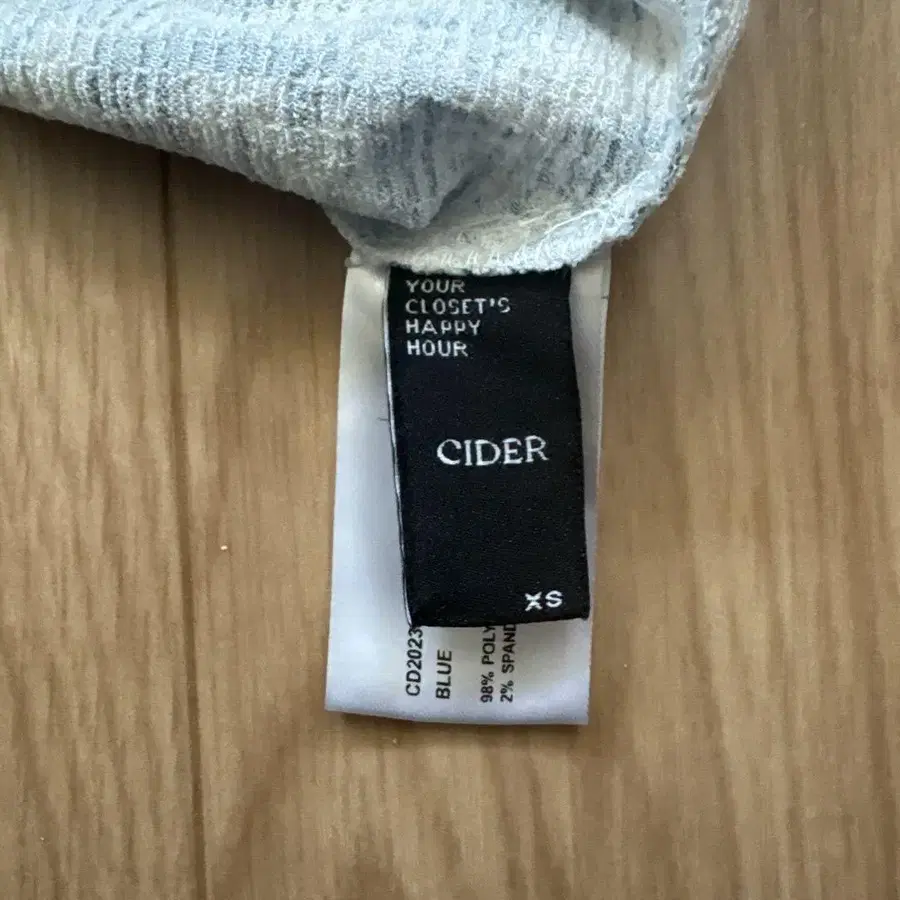 YOUR
CLOSET'S
HAPPY
HOUR
CIDER
XS
CD2023
BLUE
98% POLY
2% SPAND